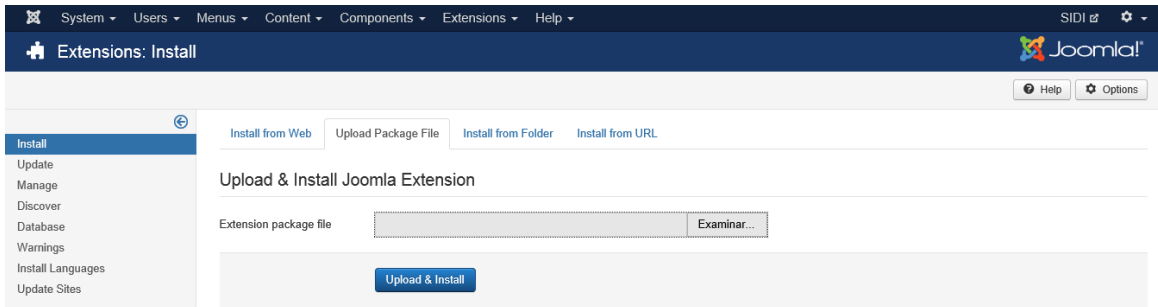 System Users Menus Content Components Extensions Help SIDI
Extensions: Install Joomla!
Help Options
Install from Web Upload Package File Install from Folder Install from URL
Install
Update
Manage
Discover
Database
Warnings
Install Languages
Update Sites
Upload & Install Joomla Extension
Extension package file Examinar...
Upload & Install